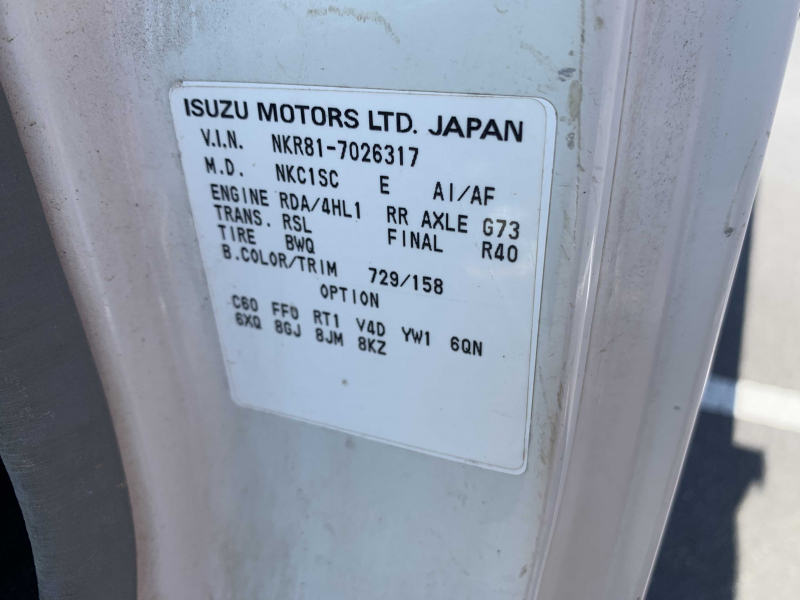 ISUZU MOTORS LTD. JAPAN
V.I.N. NKR81-7026317
M.D. NKC1SC E AI/AF
ENGINE RDA/4HL1 RR AXLE G73
TRANS. RSL FINAL R40
TIRE BWQ
B.COLOR/TRIM 729/158
OPTION
C60 FF0 RT1 V4D YW1 6QN
6XQ 8GJ 8JM 8KZ